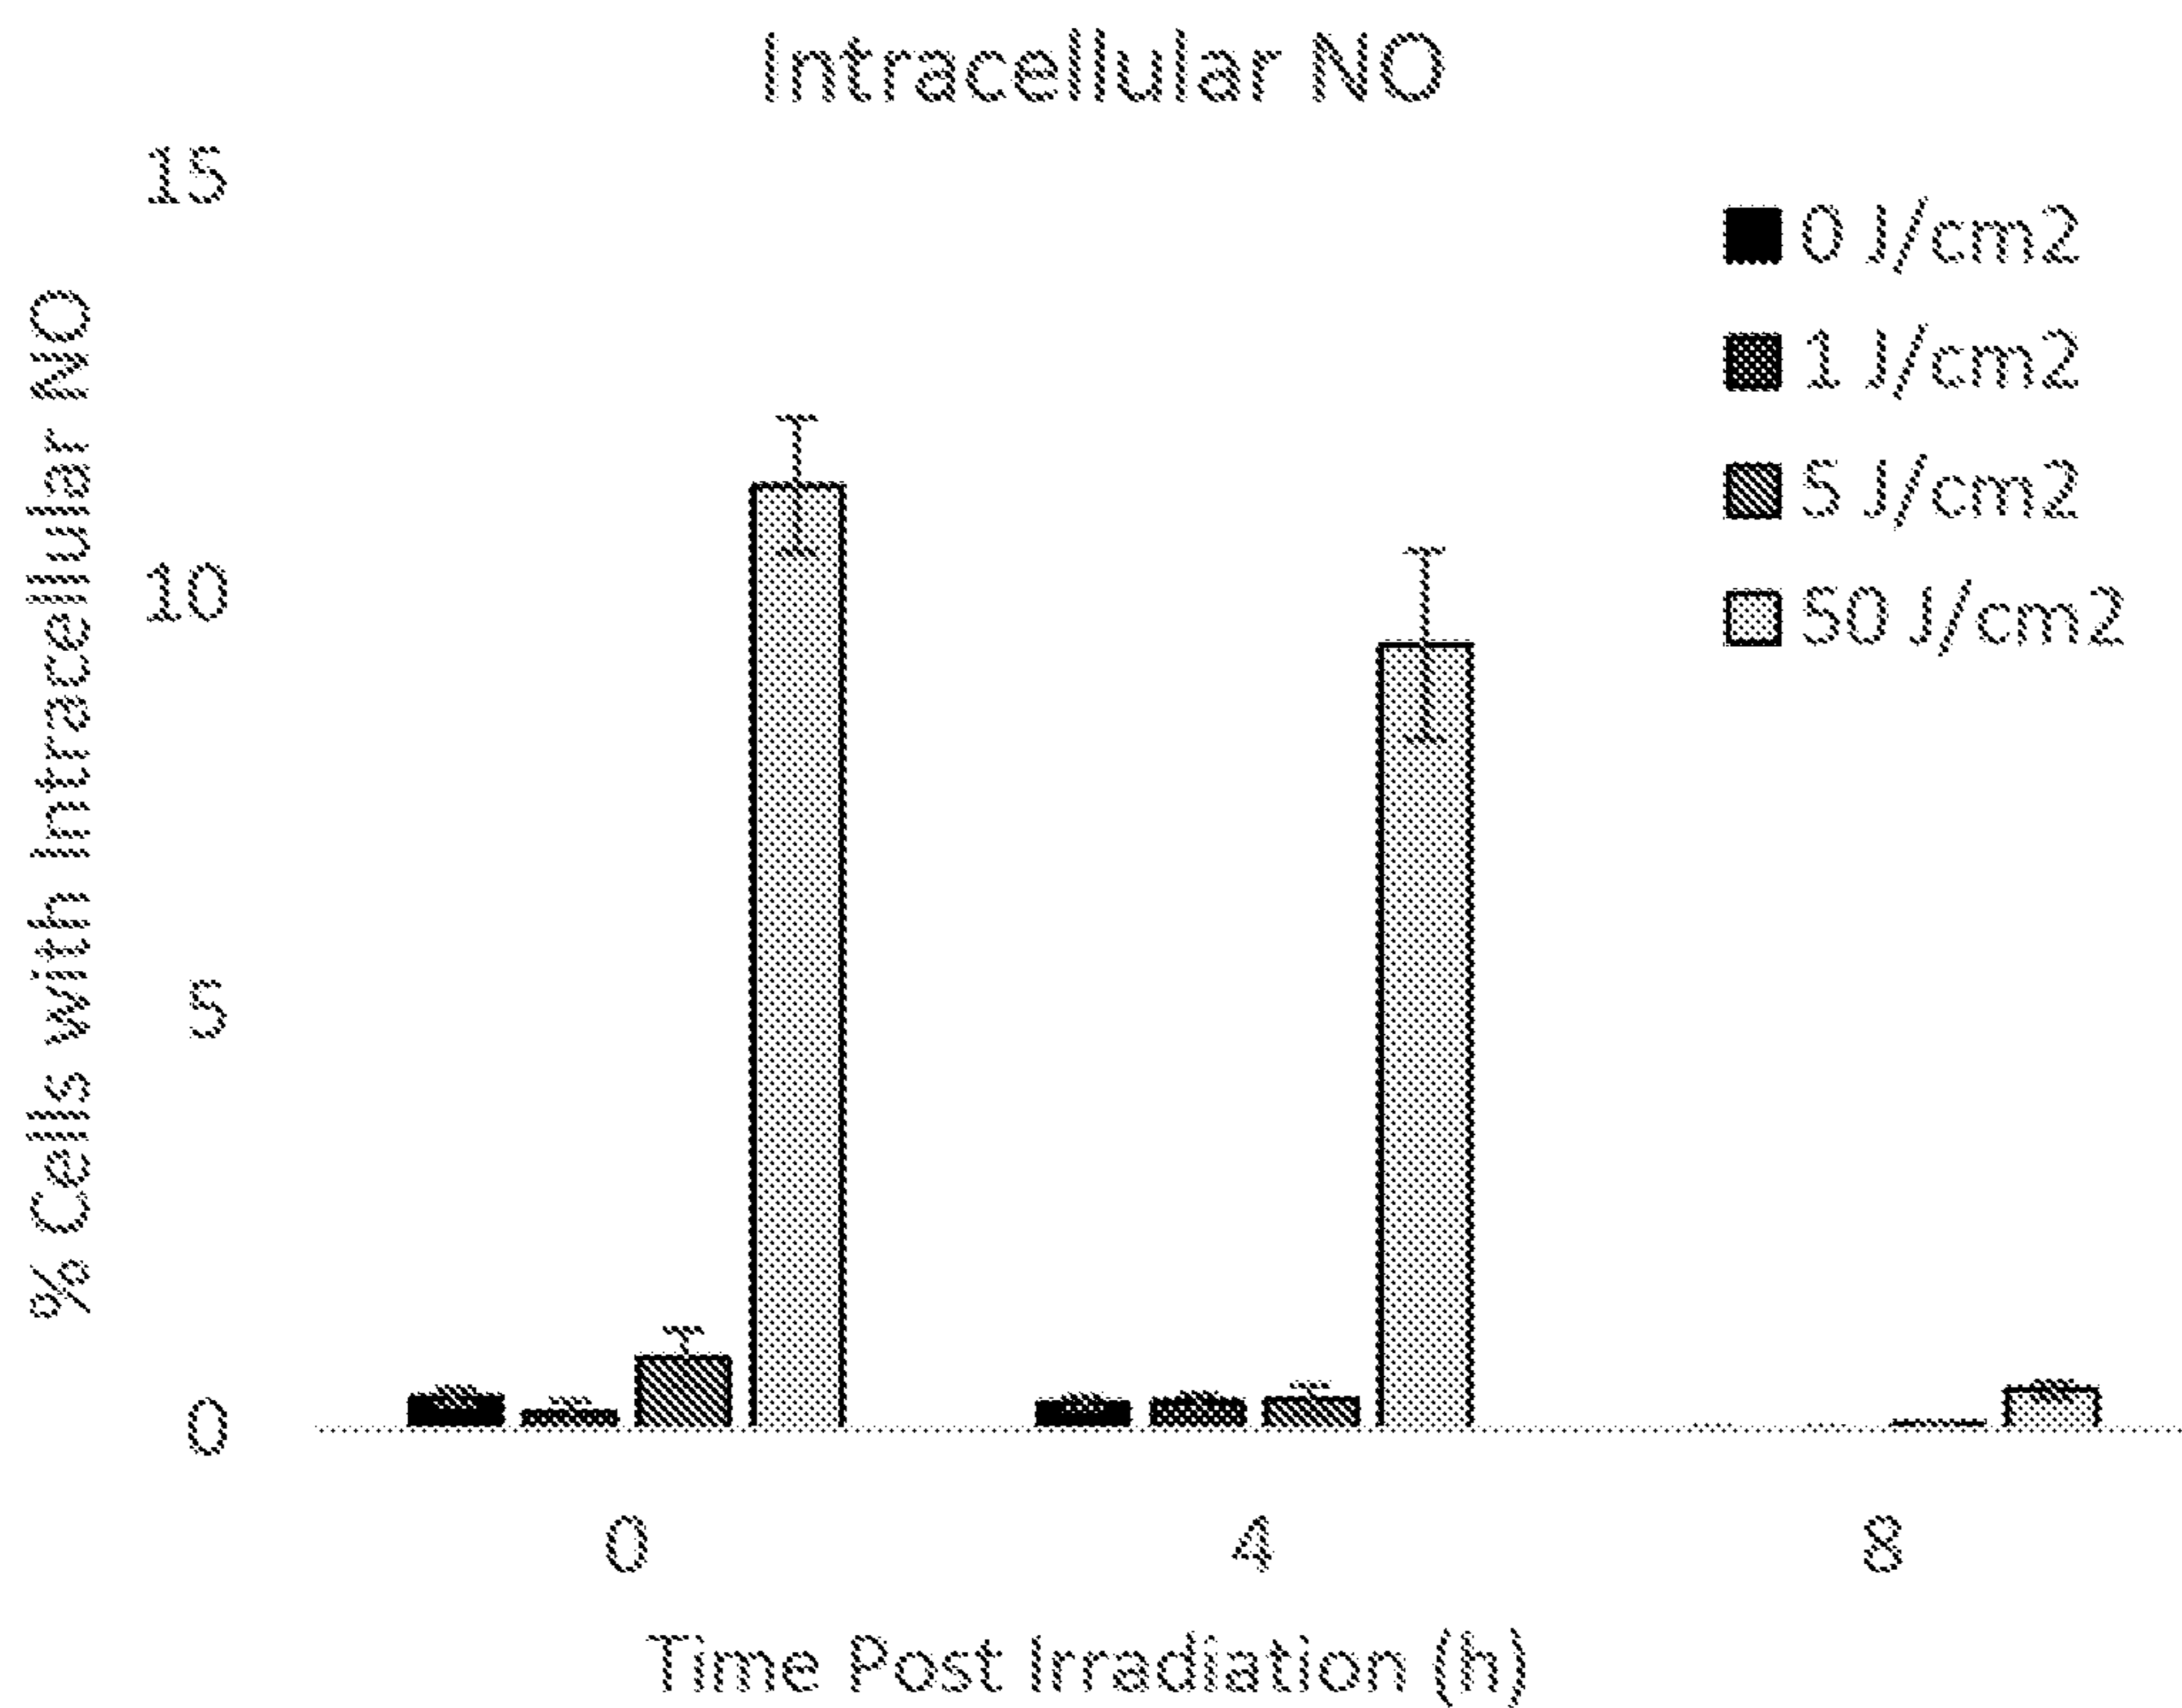 Intracellular NO
15
10
5
0
% Cells with Intracellular NO
0 J/cm2
1 J/cm2
5 J/cm2
50 J/cm2
0 4 8
Time Post Irradiation (h)